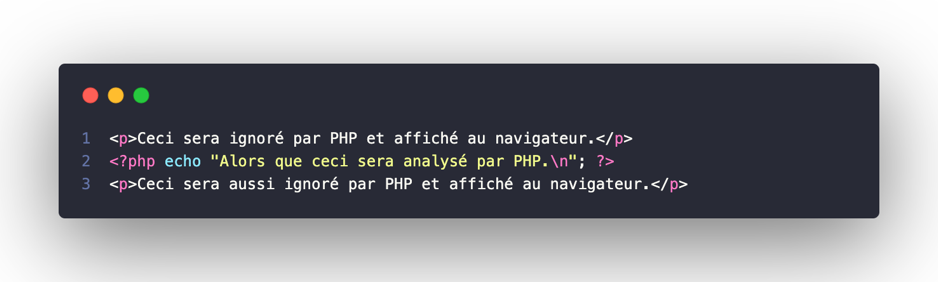 1 <p>Ceci sera ignoré par PHP et affiché au navigateur.</p>
2 <?php echo "Alors que ceci sera analysé par PHP.\n"; ?>
3 <p>Ceci sera aussi ignoré par PHP et affiché au navigateur.</p>